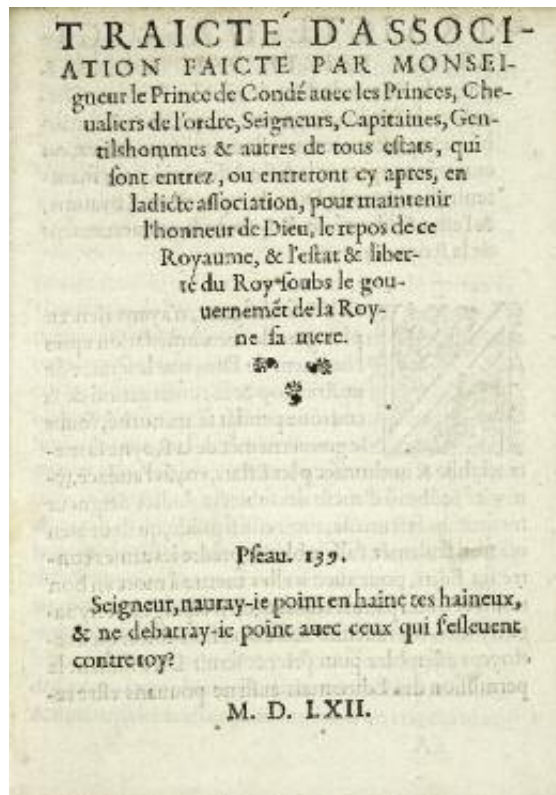 TRAICTÉ D'ASSOCI-
ATION FAICTE PAR MONSEI-
gneur le Prince de Condé auec les Princes, Che-
ualiers de l'ordre, Seigneurs, Capitaines, Gen-
tilshommes & autres de tous estats, qui
sont entrez, ou entreront cy apres, en
ladicte association, pour maintenir
l'honneur de Dieu, le repos de ce
Royaume, & l'estat & liber-
té du Roy soubs le gou-
uernemēt de la Roy-
ne sa mere.
Pseau. 139.
Seigneur, nauray-ie point en haine tes haineux,
& ne debatray-ie point auec ceux qui s'esleuent
contre toy?
M. D. LXII.